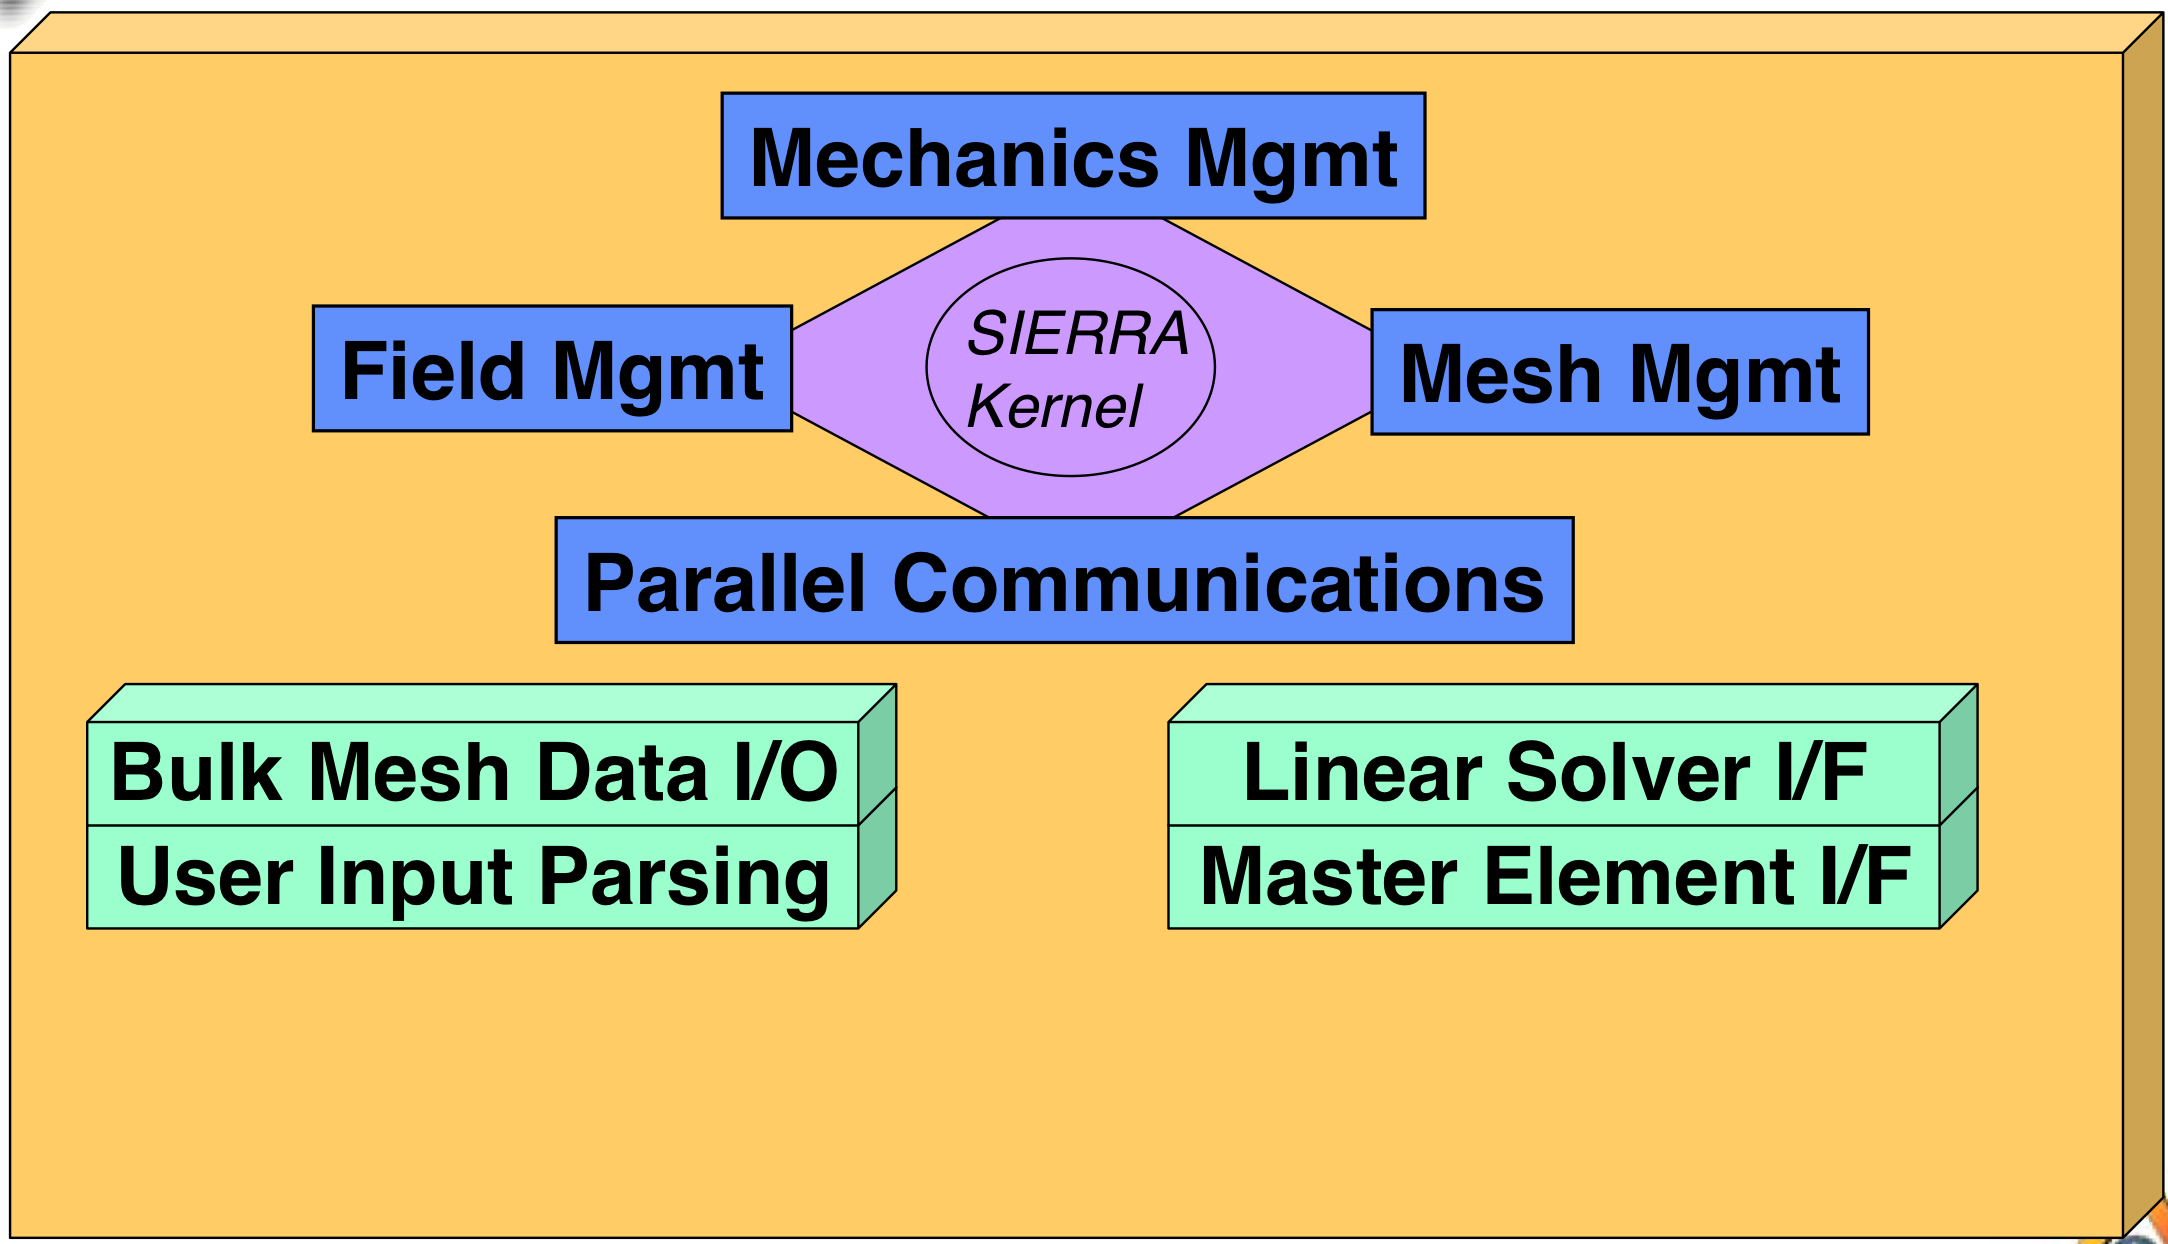 Mechanics Mgmt
SIERRA
Kernel
Field Mgmt
Mesh Mgmt
Parallel Communications
Bulk Mesh Data I/O
User Input Parsing
Linear Solver I/F
Master Element I/F